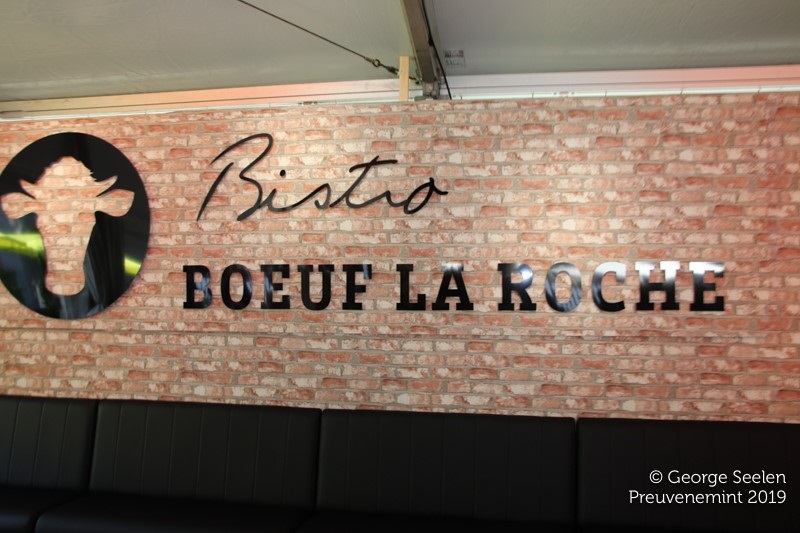 Bistro
BOEUF LA ROCHE
© George Seelen
Preuvenemint 2019